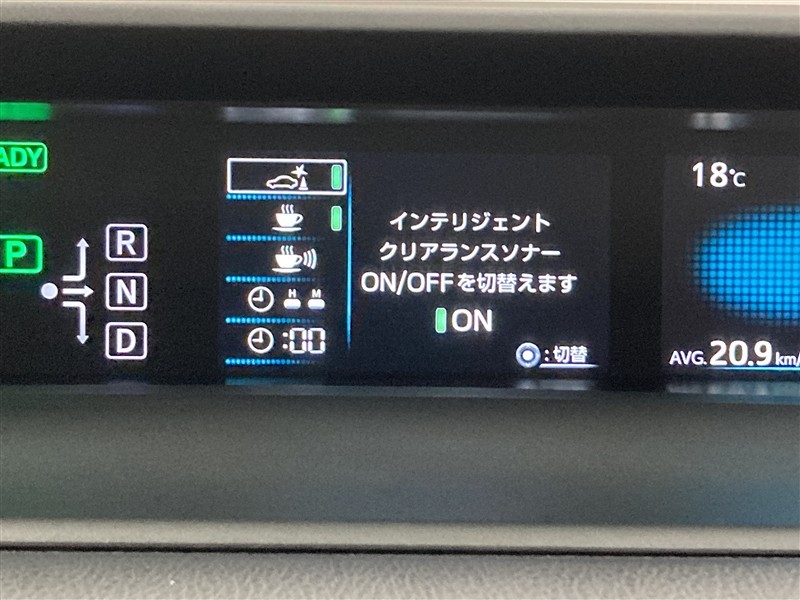 ADY
P
R
N
D
H M
:00
インテリジェント
クリアランスソナー
ON/OFFを切替えます
ON
:切替
18℃
AVG.20.9km/